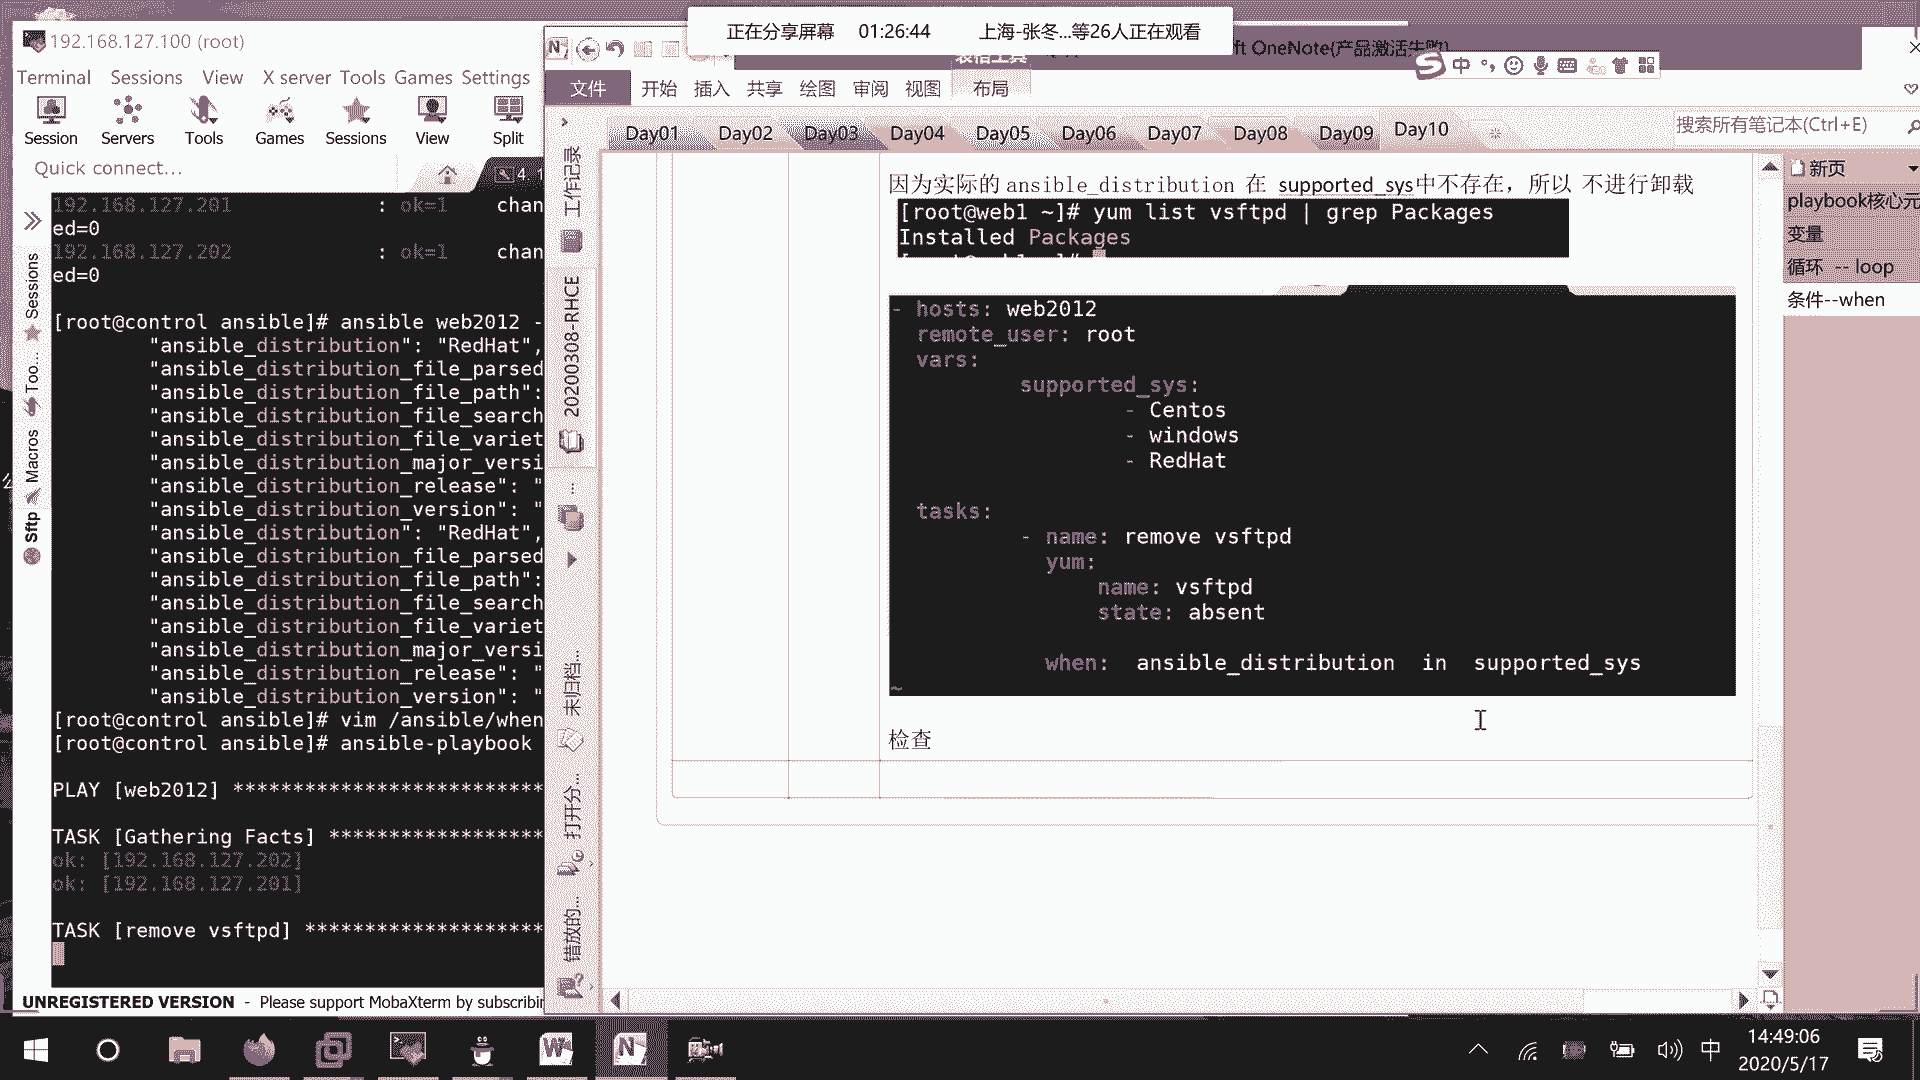 正在分享屏幕 01:26:44 上海-张冬...等26人正在观看
192.168.127.100 (root)
Terminal Sessions View X server Tools Games Settings
Session Servers Tools Games Sessions View Split
Quick connect...
Sessions
Too...
Macros
Sftp
192.168.127.201 : ok=1 chan
ed=0
192.168.127.202 : ok=1 chan
ed=0
[root@control ansible]# ansible web2012 -
"ansible_distribution": "RedHat",
"ansible_distribution_file_parsed
"ansible_distribution_file_path":
"ansible_distribution_file_search
"ansible_distribution_file_variet
"ansible_distribution_major_versi
"ansible_distribution_release": "
"ansible_distribution_version": "
"ansible_distribution": "RedHat",
"ansible_distribution_file_parsed
"ansible_distribution_file_path":
"ansible_distribution_file_search
"ansible_distribution_file_variet
"ansible_distribution_major_versi
"ansible_distribution_release": "
"ansible_distribution_version": "
[root@control ansible]# vim /ansible/when
[root@control ansible]# ansible-playbook
PLAY [web2012] **************************
TASK [Gathering Facts] ******************
ok: [192.168.127.202]
ok: [192.168.127.201]
TASK [remove vsftpd] ********************
UNREGISTERED VERSION - Please support MobaXterm by subscribin
ft OneNote(产品激活失败)
中
文件 开始 插入 共享 绘图 审阅 视图 布局
Day01 Day02 Day03 Day04 Day05 Day06 Day07 Day08 Day09 Day10
搜索所有笔记本(Ctrl+E)
工作记录
20200308-RHCE
未归档...
打开分...
错放的...
因为实际的 ansible_distribution 在 supported_sys中不存在，所以 不进行卸载
[root@web1 ~]# yum list vsftpd | grep Packages
Installed Packages
- hosts: web2012
remote_user: root
vars:
supported_sys:
- Centos
- windows
- RedHat
tasks:
- name: remove vsftpd
yum:
name: vsftpd
state: absent
when: ansible_distribution in supported_sys
~
检查
新页
playbook核心元
变量
循环 -- loop
条件--when
中
14:49:06
2020/5/17